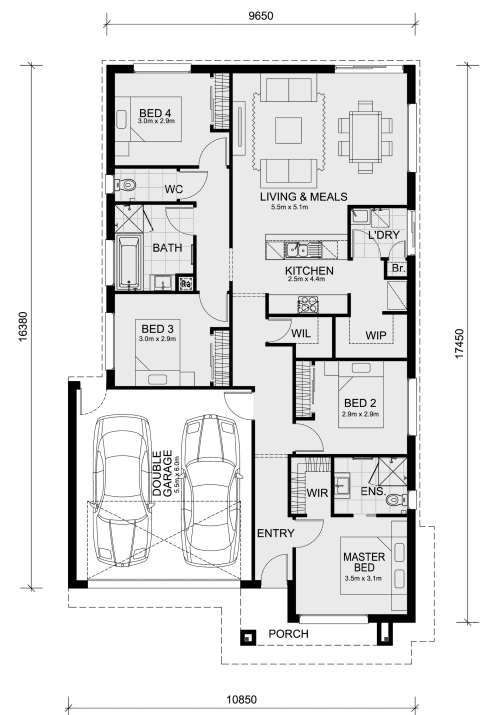 9650
BED 4
3.0m x 2.9m
WC
LIVING & MEALS
5.5m x 5.1m
BATH
L'DRY
KITCHEN
2.5m x 4.4m
Br.
BED 3
3.0m x 2.9m
WIL
WIP
16380
17450
BED 2
2.9m x 2.9m
DOUBLE
GARAGE
5.5m x 6.0m
WIR
ENS.
ENTRY
MASTER
BED
3.5m x 3.1m
PORCH
10850